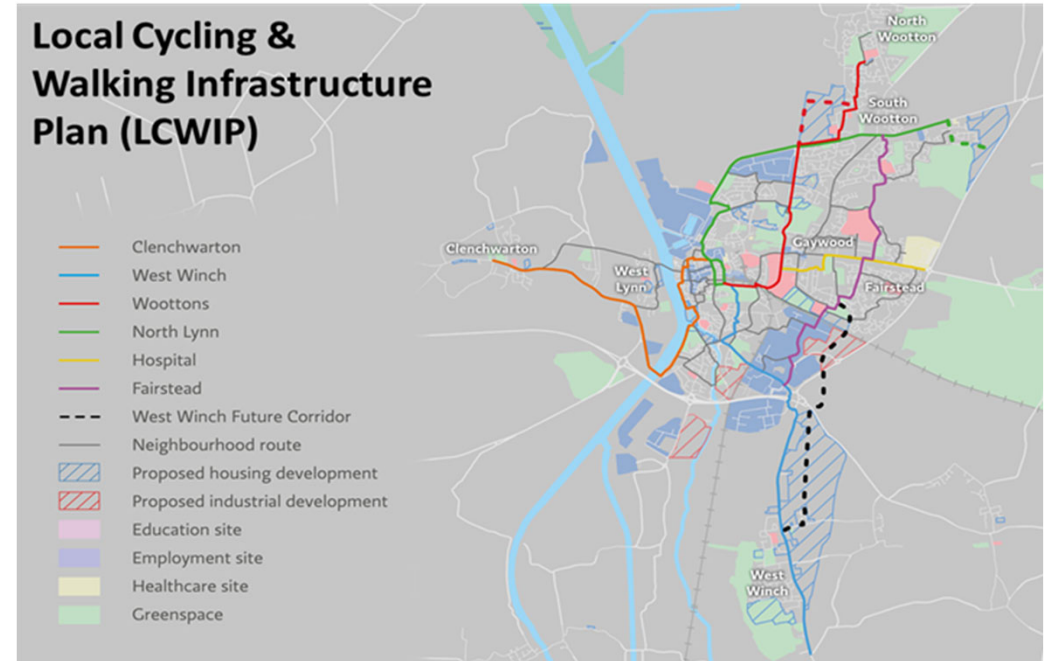 Local Cycling &
Walking Infrastructure
Plan (LCWIP)
Clenchwarton
West Winch
Woottons
North Lynn
Hospital
Fairstead
West Winch Future Corridor
Neighbourhood route
Proposed housing development
Proposed industrial development
Education site
Employment site
Healthcare site
Greenspace
North
Wootton
South
Wootton
Clenchwarton
Gaywood
West
Lynn
Fairstead
West
Winch